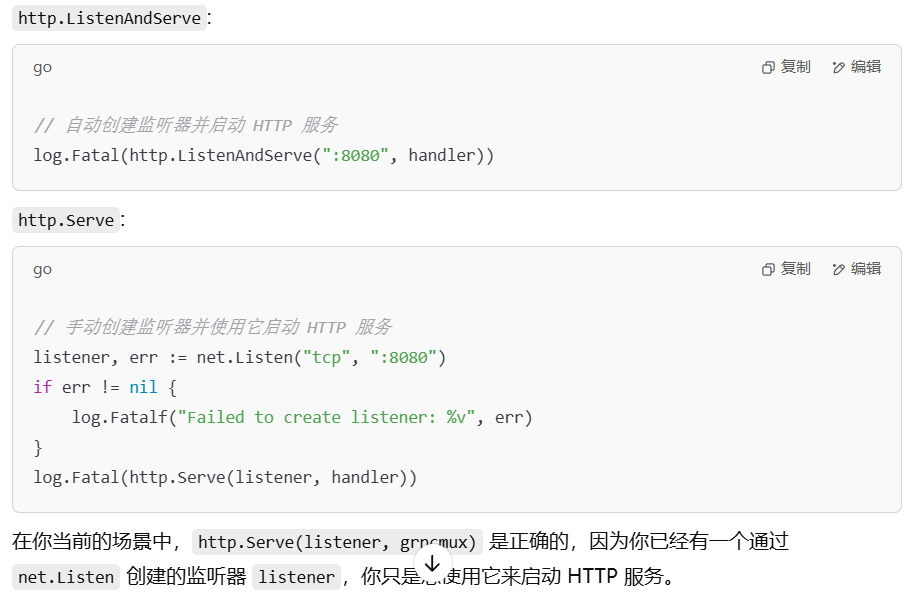 http.ListenAndServe:
go
复制 编辑
// 自动创建监听器并启动 HTTP 服务
log.Fatal(http.ListenAndServe(":8080", handler))
http.Serve:
go
复制 编辑
// 手动创建监听器并使用它启动 HTTP 服务
listener, err := net.Listen("tcp", ":8080")
if err != nil {
    log.Fatalf("Failed to create listener: %v", err)
}
log.Fatal(http.Serve(listener, handler))
在你当前的场景中，http.Serve(listener, grpcmux) 是正确的，因为你已经有一个通过
net.Listen 创建的监听器 listener，你只是想使用它来启动 HTTP 服务。